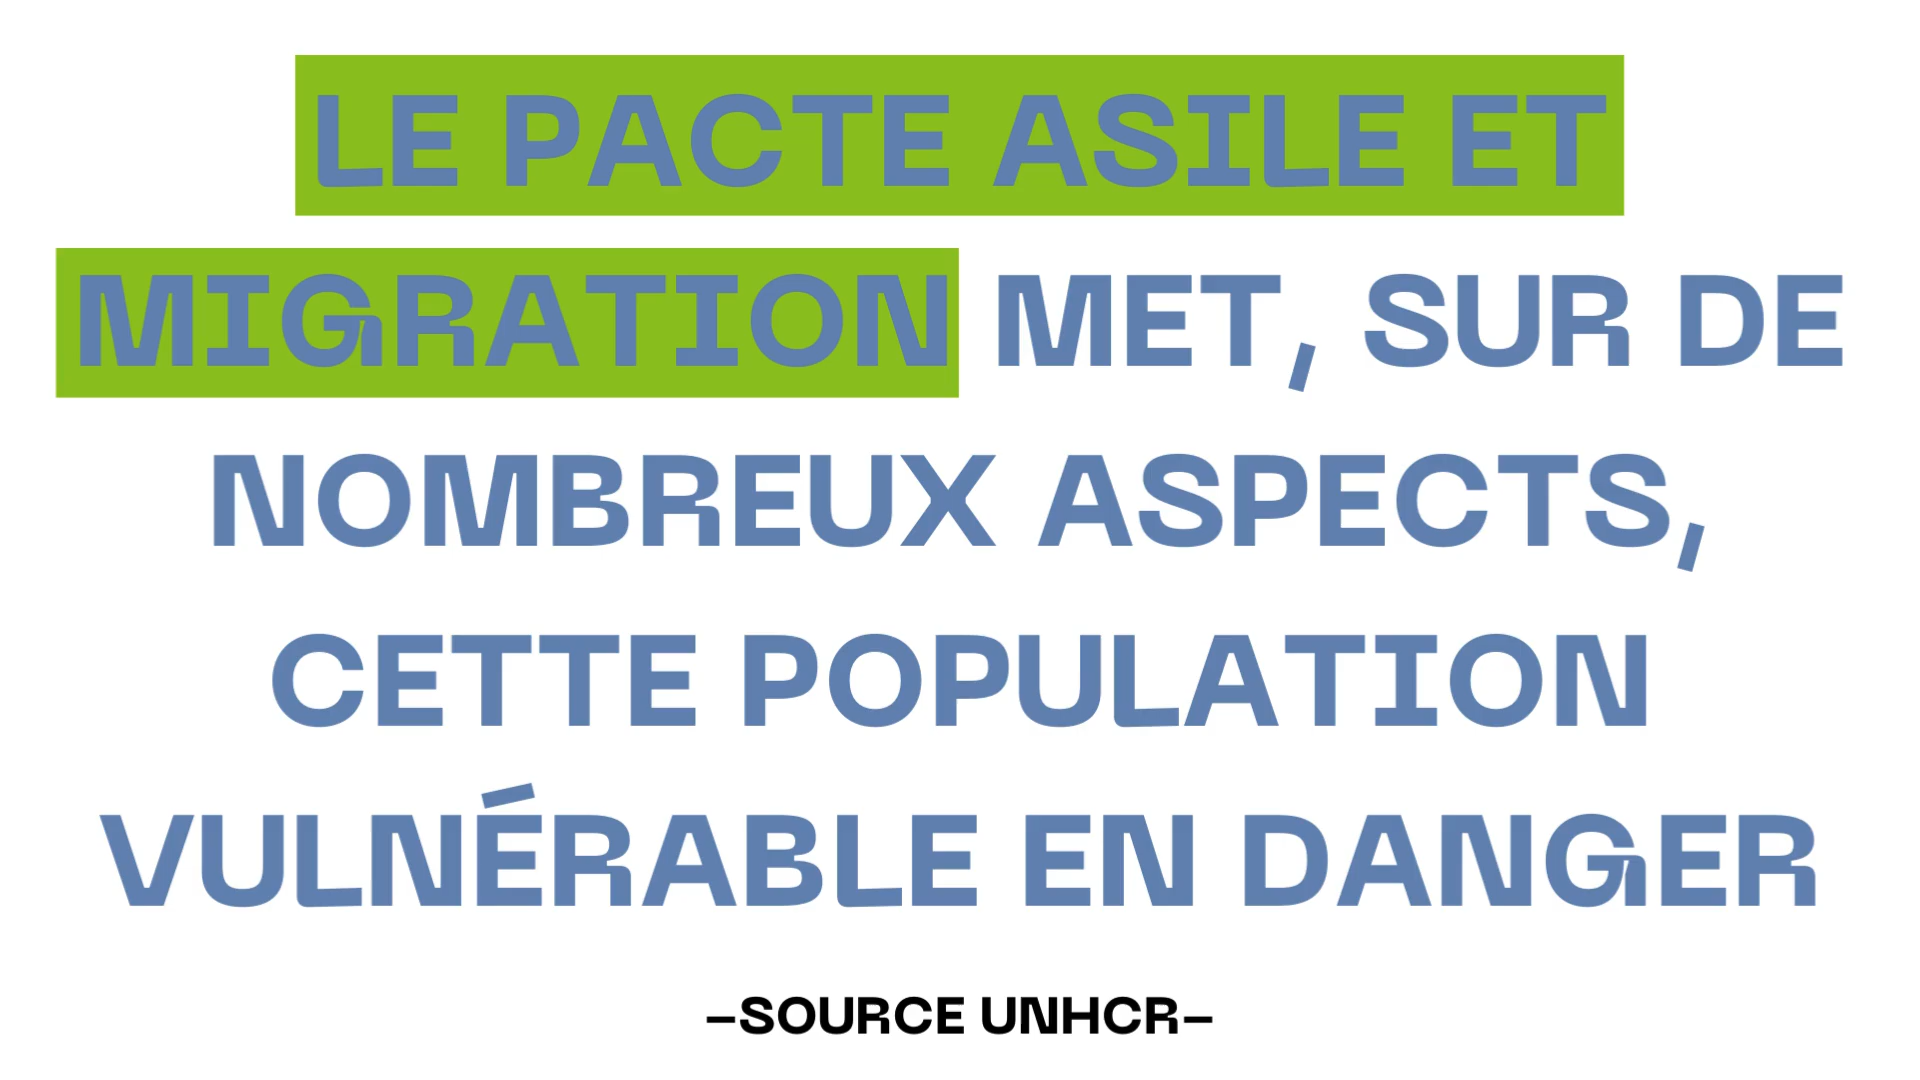 LE PACTE ASILE ET
MIGRATION MET, SUR DE
NOMBREUX ASPECTS,
CETTE POPULATION
VULNÉRABLE EN DANGER
–SOURCE UNHCR–